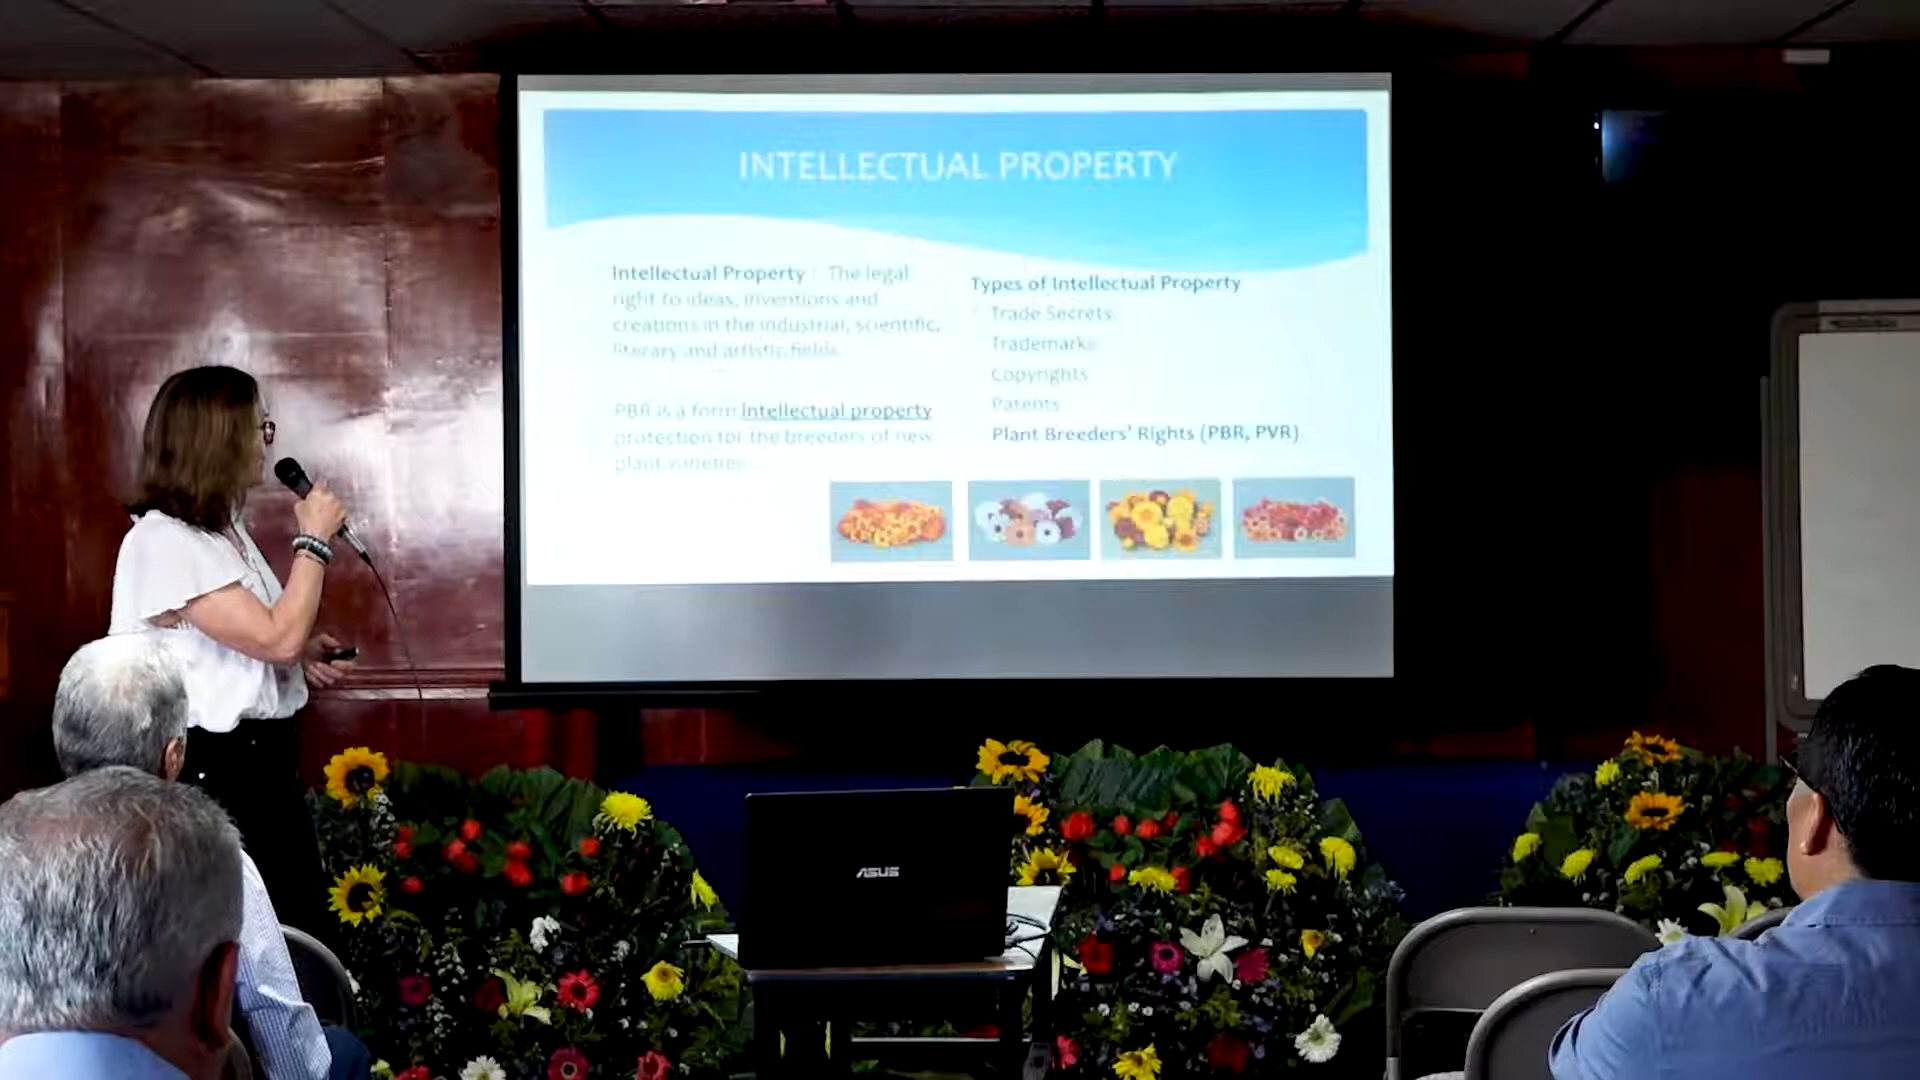 INTELLECTUAL PROPERTY
Intellectual Property : The legal
right to ideas, inventions and
creations in the industrial, scientific,
literary and artistic fields.
PBR is a form intellectual property
protection for the breeders of new
plant varieties.
Types of Intellectual Property
Trade Secrets
Trademarks
Copyrights
Patents
Plant Breeders' Rights (PBR, PVR)
ASUS